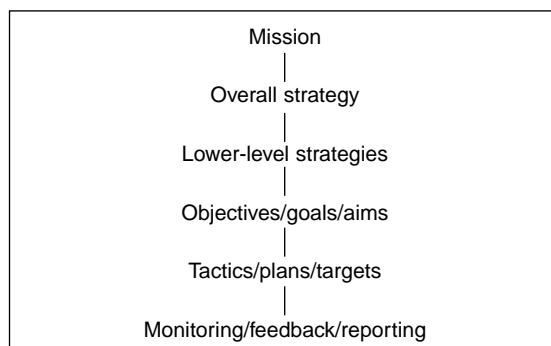 Mission
Overall strategy
Lower-level strategies
Objectives/goals/aims
Tactics/plans/targets
Monitoring/feedback/reporting